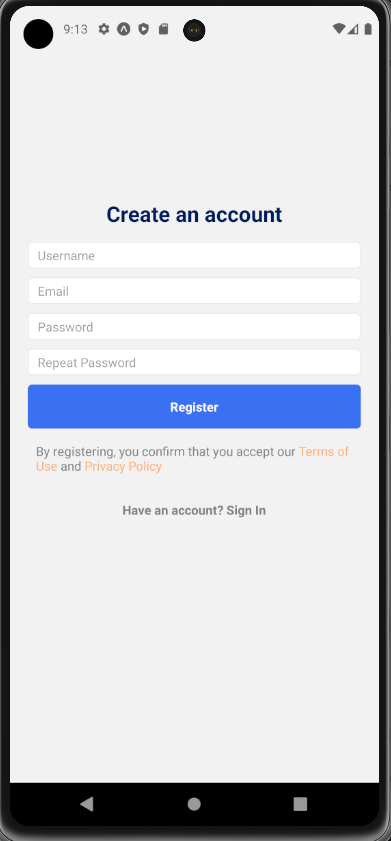 9:13
Create an account
Username
Email
Password
Repeat Password
Register
By registering, you confirm that you accept our Terms of
Use and Privacy Policy
Have an account? Sign In